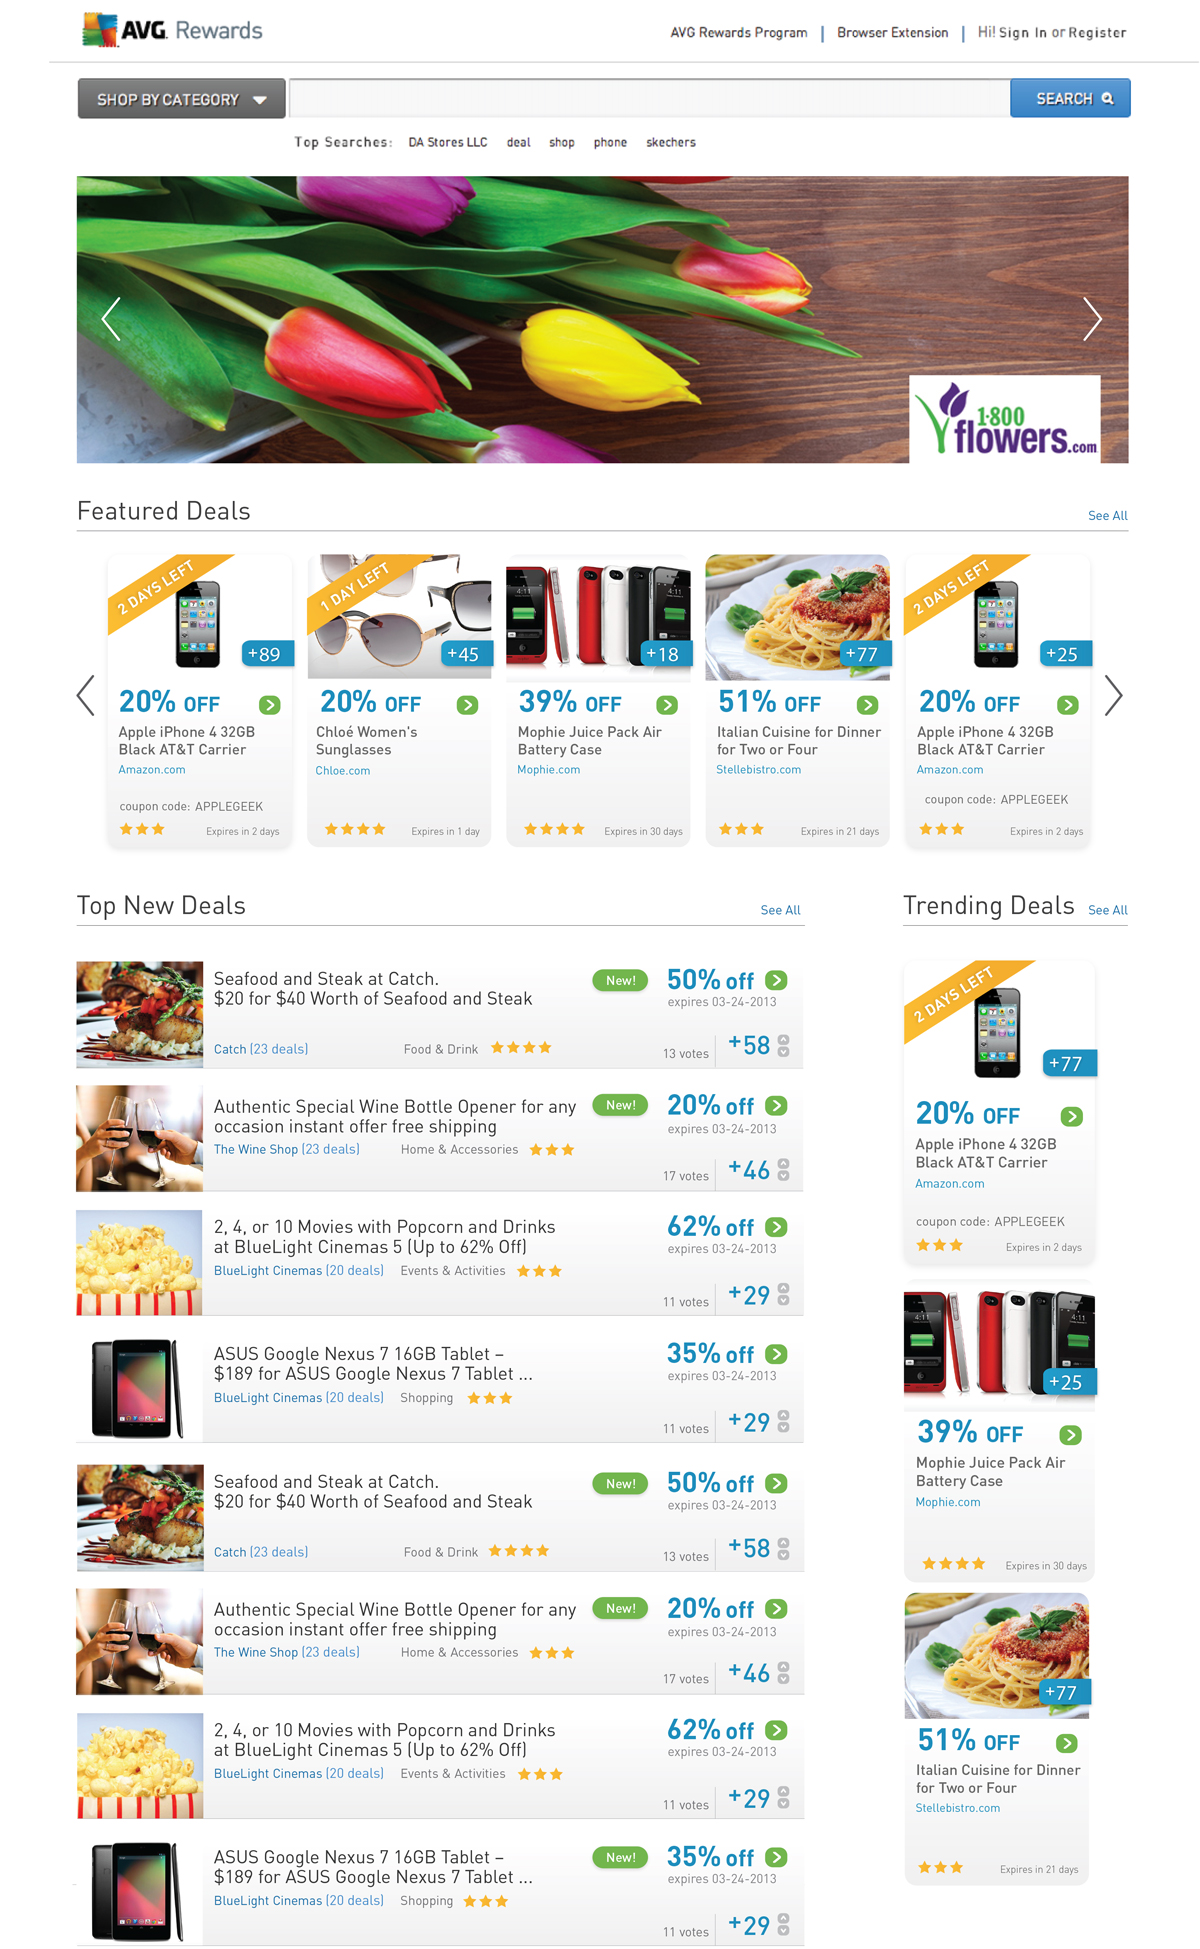 AVG. Rewards
AVG Rewards Program | Browser Extension | Hi! Sign In or Register
SHOP BY CATEGORY
SEARCH
Top Searches: DA Stores LLC deal shop phone skechers
1·800
flowers.com
Featured Deals
See All
2 DAYS LEFT
+89
20% OFF
Apple iPhone 4 32GB
Black AT&T Carrier
Amazon.com
coupon code: APPLEGEEK
Expires in 2 days
1 DAY LEFT
+45
20% OFF
Chloé Women's
Sunglasses
Chloe.com
Expires in 1 day
4:11
4:11
+18
39% OFF
Mophie Juice Pack Air
Battery Case
Mophie.com
Expires in 30 days
+77
51% OFF
Italian Cuisine for Dinner
for Two or Four
Stellebistro.com
Expires in 21 days
2 DAYS LEFT
+25
20% OFF
Apple iPhone 4 32GB
Black AT&T Carrier
Amazon.com
coupon code: APPLEGEEK
Expires in 2 days
Top New Deals
See All
Seafood and Steak at Catch.
$20 for $40 Worth of Seafood and Steak
Catch (23 deals)
Food & Drink
New!
50% off
expires 03-24-2013
13 votes
+58
Authentic Special Wine Bottle Opener for any
occasion instant offer free shipping
The Wine Shop (23 deals)
Home & Accessories
New!
20% off
expires 03-24-2013
17 votes
+46
2, 4, or 10 Movies with Popcorn and Drinks
at BlueLight Cinemas 5 (Up to 62% Off)
BlueLight Cinemas (20 deals)
Events & Activities
62% off
expires 03-24-2013
11 votes
+29
ASUS Google Nexus 7 16GB Tablet –
$189 for ASUS Google Nexus 7 Tablet ...
BlueLight Cinemas (20 deals)
Shopping
35% off
expires 03-24-2013
11 votes
+29
Seafood and Steak at Catch.
$20 for $40 Worth of Seafood and Steak
Catch (23 deals)
Food & Drink
New!
50% off
expires 03-24-2013
13 votes
+58
Authentic Special Wine Bottle Opener for any
occasion instant offer free shipping
The Wine Shop (23 deals)
Home & Accessories
New!
20% off
expires 03-24-2013
17 votes
+46
2, 4, or 10 Movies with Popcorn and Drinks
at BlueLight Cinemas 5 (Up to 62% Off)
BlueLight Cinemas (20 deals)
Events & Activities
62% off
expires 03-24-2013
11 votes
+29
ASUS Google Nexus 7 16GB Tablet –
$189 for ASUS Google Nexus 7 Tablet ...
BlueLight Cinemas (20 deals)
Shopping
New!
35% off
expires 03-24-2013
11 votes
+29
Trending Deals
See All
2 DAYS LEFT
+77
20% OFF
Apple iPhone 4 32GB
Black AT&T Carrier
Amazon.com
coupon code: APPLEGEEK
Expires in 2 days
4:11
4:11
+25
39% OFF
Mophie Juice Pack Air
Battery Case
Mophie.com
Expires in 30 days
+77
51% OFF
Italian Cuisine for Dinner
for Two or Four
Stellebistro.com
Expires in 21 days